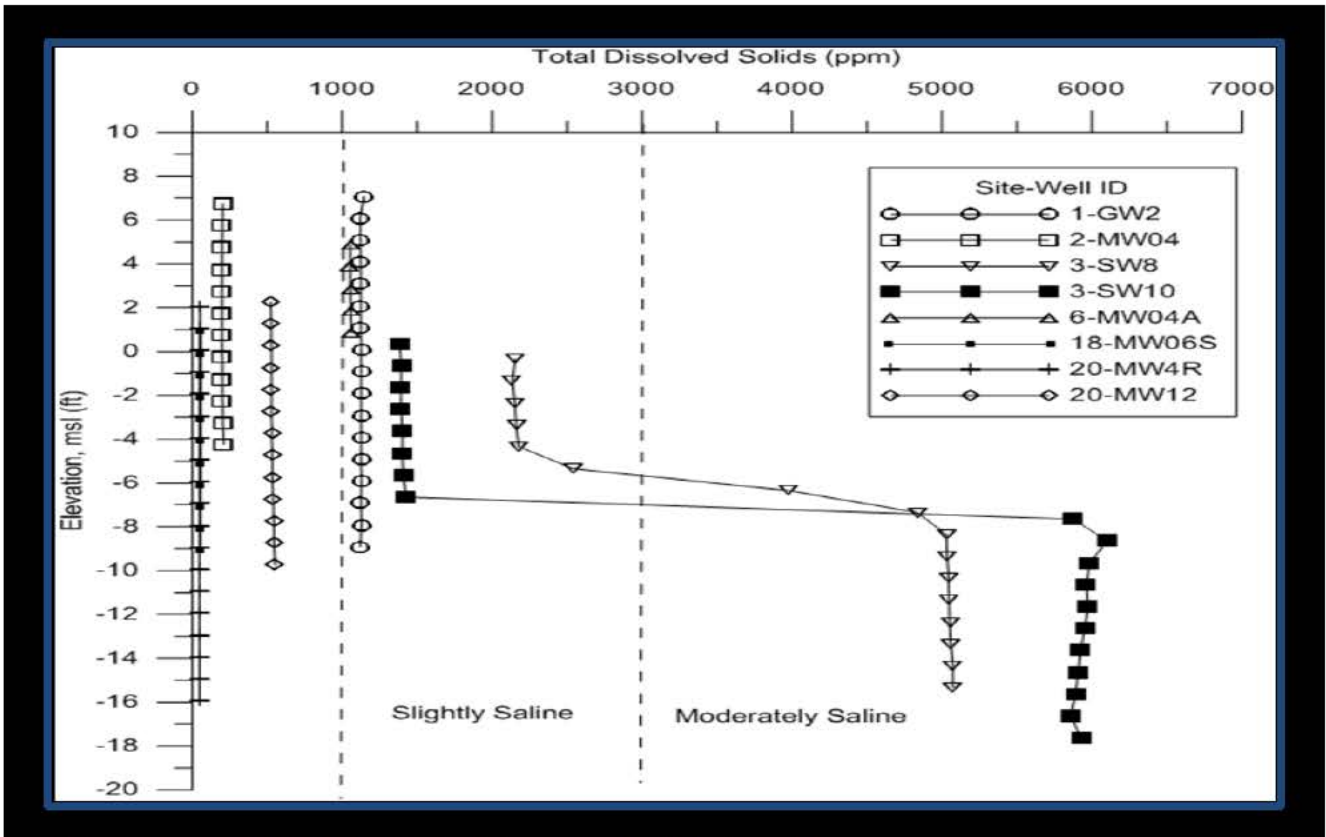 Total Dissolved Solids (ppm)
0 1000 2000 3000 4000 5000 6000 7000
10
8
6
4
2
0
-2
-4
-6
-8
-10
-12
-14
-16
-18
-20
Elevation, msl (ft)
Site-Well ID
1-GW2
2-MW04
3-SW8
3-SW10
6-MW04A
18-MW06S
20-MW4R
20-MW12
Slightly Saline
Moderately Saline